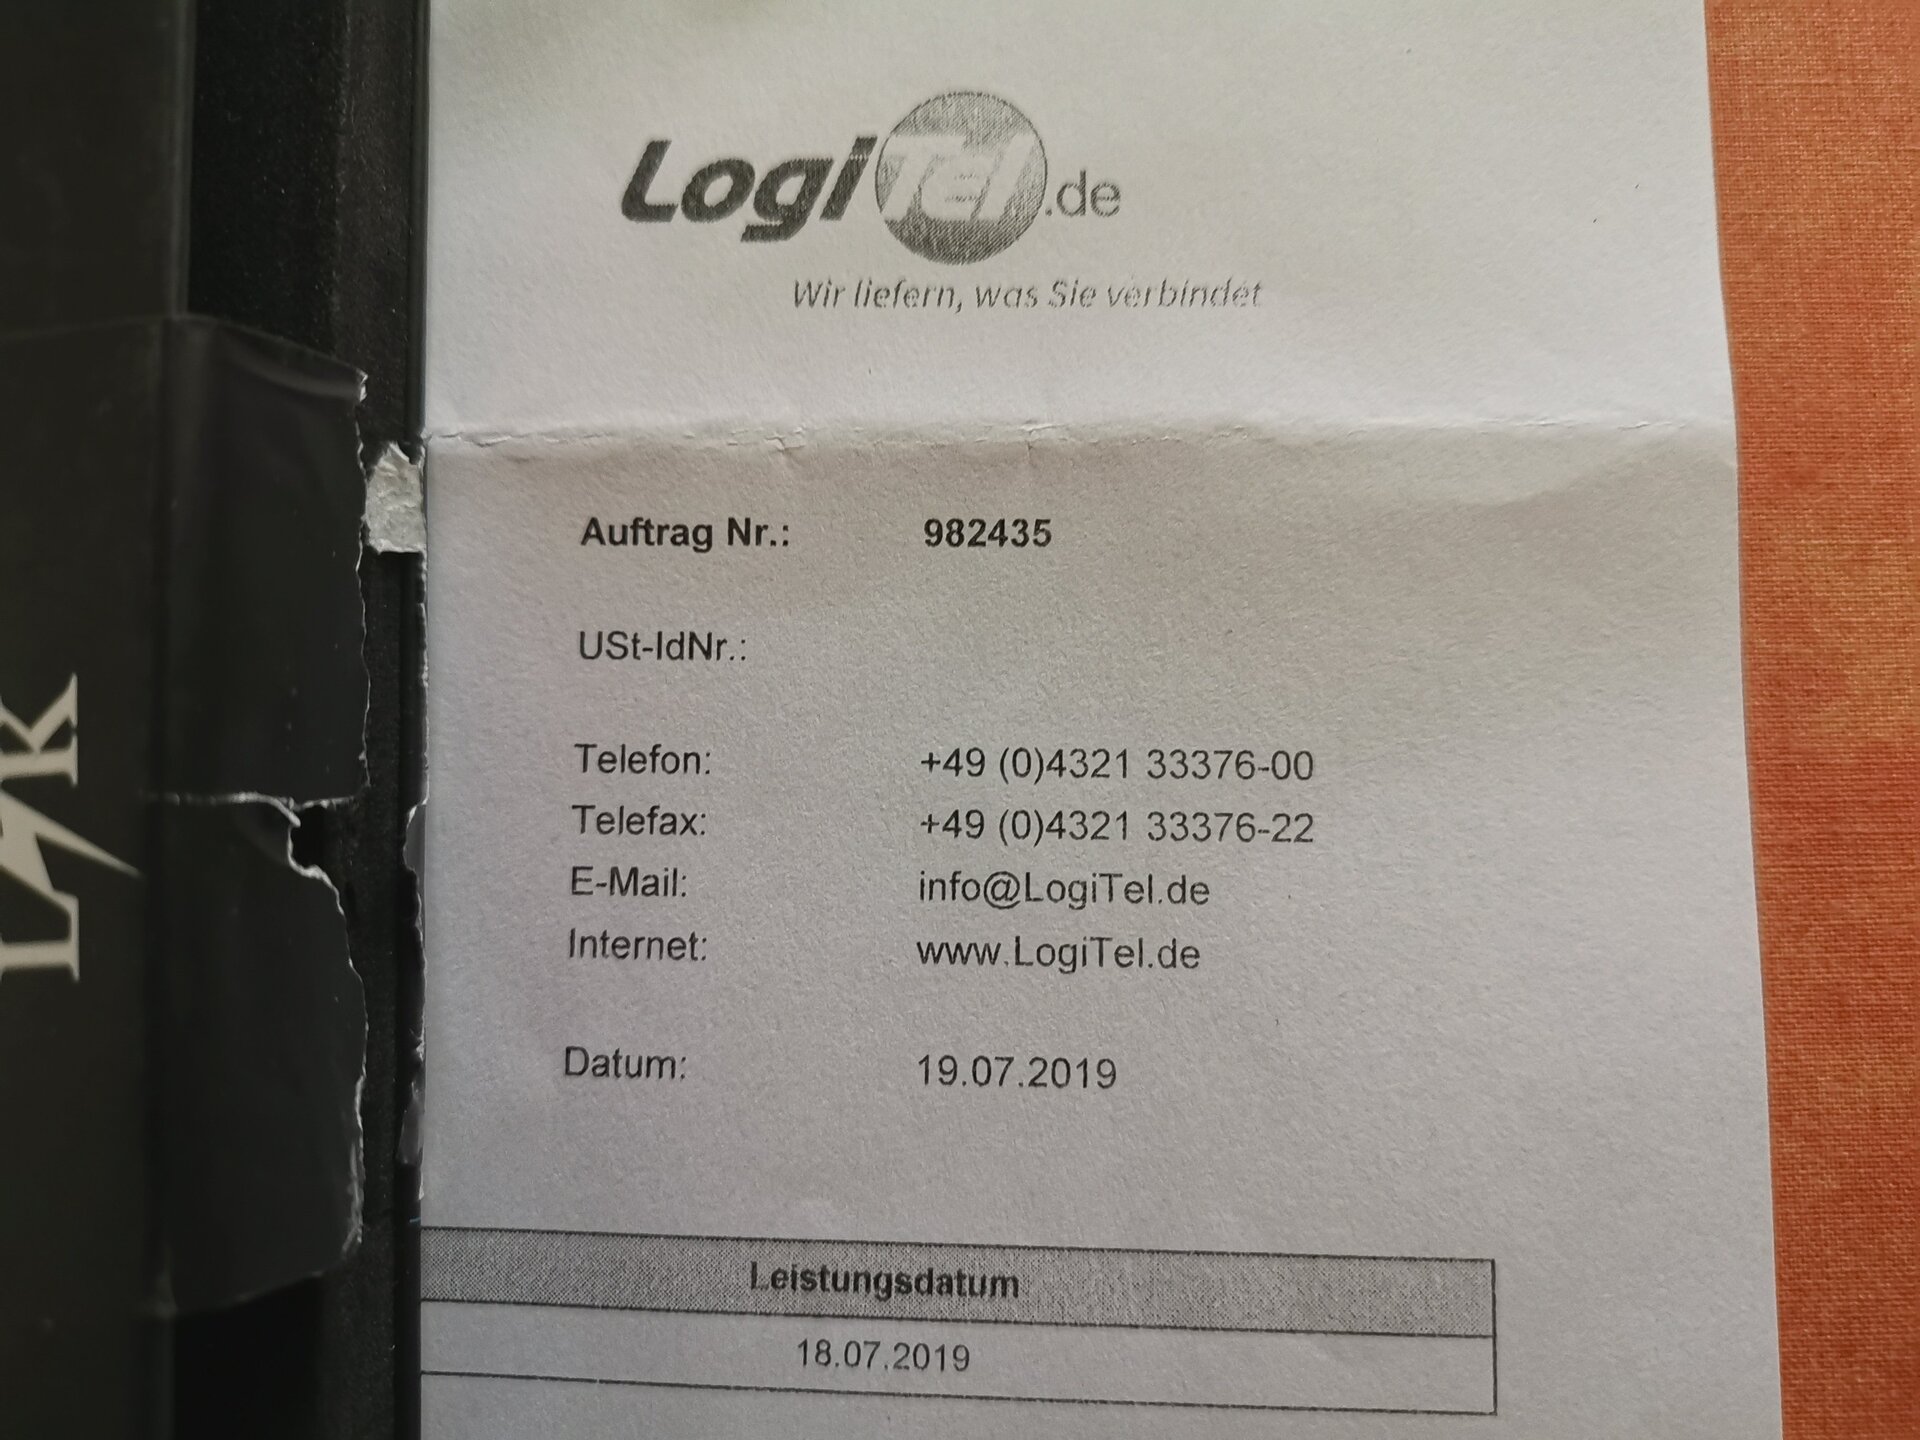 LogiTel.de
Wir liefern, was Sie verbindet
Auftrag Nr.: 982435
USt-IdNr.:
Telefon: +49 (0)4321 33376-00
Telefax: +49 (0)4321 33376-22
E-Mail: info@LogiTel.de
Internet: www.LogiTel.de
Datum: 19.07.2019
Leistungsdatum
18.07.2019